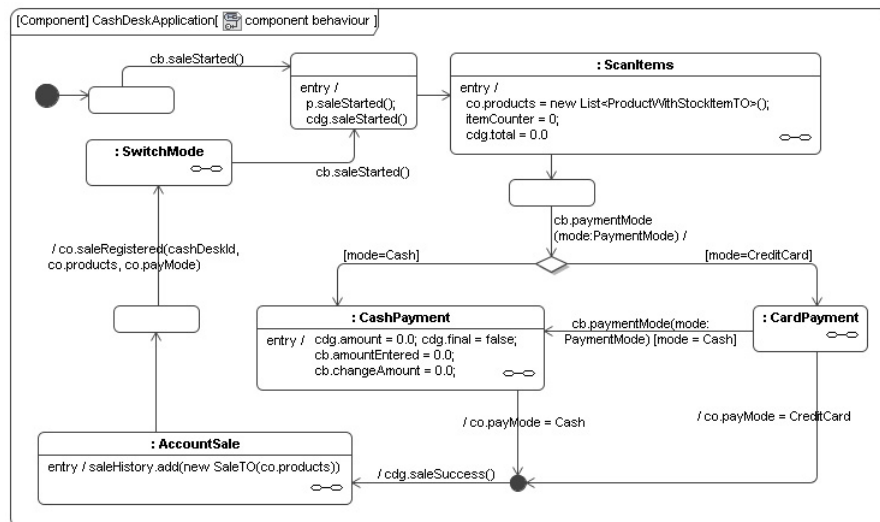 [Component] CashDeskApplication[ component behaviour ]
cb.saleStarted()
entry /
p.saleStarted();
cdg.saleStarted()
: ScanItems
entry /
co.products = new List<ProductWithStockItemTO>();
itemCounter = 0;
cdg.total = 0.0
: SwitchMode
cb.saleStarted()
cb.paymentMode
(mode:PaymentMode) /
/ co.saleRegistered(cashDeskId,
co.products, co.payMode)
[mode=Cash]
[mode=CreditCard]
: CashPayment
entry / cdg.amount = 0.0; cdg.final = false;
cb.amountEntered = 0.0;
cb.changeAmount = 0.0;
cb.paymentMode(mode:
PaymentMode) [mode = Cash]
: CardPayment
/ co.payMode = Cash
/ co.payMode = CreditCard
: AccountSale
entry / saleHistory.add(new SaleTO(co.products))
/ cdg.saleSuccess()